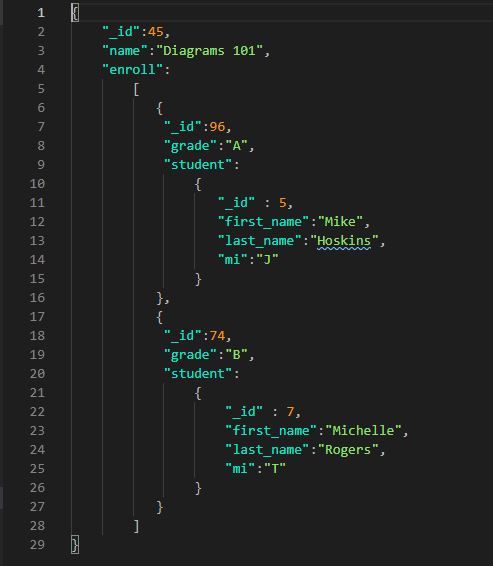 1 {
2 "_id":45,
3 "name":"Diagrams 101",
4 "enroll":
5 [
6 {
7 "_id":96,
8 "grade":"A",
9 "student":
10 {
11 "_id" : 5,
12 "first_name":"Mike",
13 "last_name":"Hoskins",
14 "mi":"J"
15 }
16 },
17 {
18 "_id":74,
19 "grade":"B",
20 "student":
21 {
22 "_id" : 7,
23 "first_name":"Michelle",
24 "last_name":"Rogers",
25 "mi":"T"
26 }
27 }
28 ]
29 }